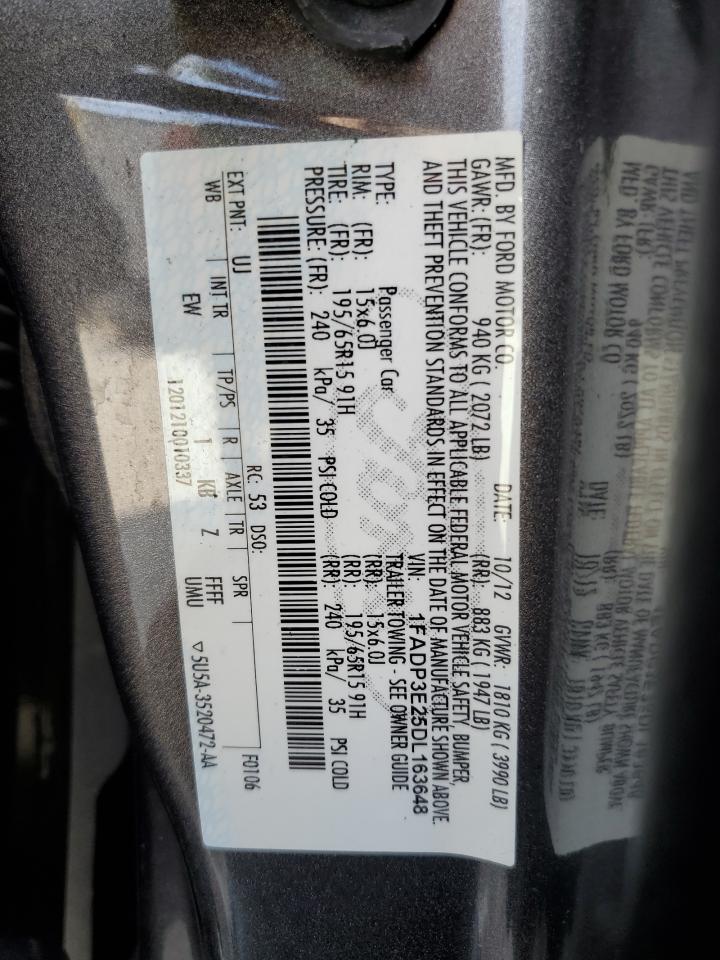 MFD. BY FORD MOTOR CO.
DATE: 10/12 GVWR: 1810 KG ( 3990 LB)
GAWR: (FR): 940 KG ( 2072 LB) (RR): 883 KG ( 1947 LB)
THIS VEHICLE CONFORMS TO ALL APPLICABLE FEDERAL MOTOR VEHICLE SAFETY, BUMPER,
AND THEFT PREVENTION STANDARDS IN EFFECT ON THE DATE OF MANUFACTURE SHOWN ABOVE.
VIN: 1FADP3E25DL163648
TYPE: Passenger Car TRAILER TOWING - SEE OWNER GUIDE
RIM: (FR): 15x6.0J (RR): 15x6.0J
TIRE: (FR): 195/65R15 91H (RR): 195/65R15 91H
PRESSURE: (FR): 240 kPa/ 35 PSI COLD (RR): 240 kPa/ 35 PSI COLD
EXT PNT: UJ RC: 53 DSO: F0106
WB INT TR TP/PS R AXLE TR SPR
EW 1 KB Z FFFF UMU
1201210010337 5U5A-3520472-AA